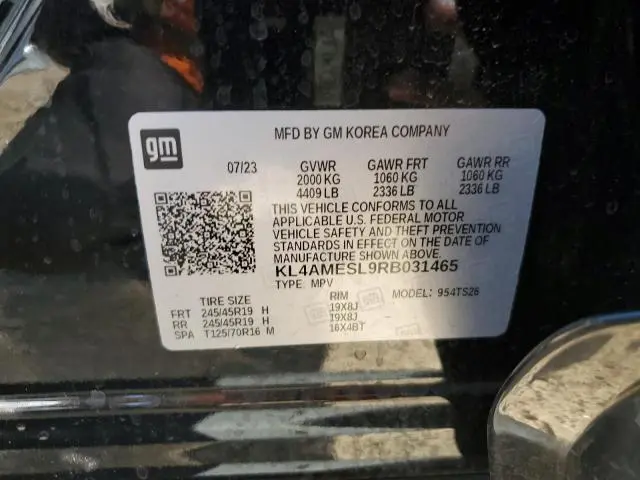 gm
MFD BY GM KOREA COMPANY
07/23 GVWR GAWR FRT GAWR RR
2000 KG 1060 KG 1060 KG
4409 LB 2336 LB 2336 LB
THIS VEHICLE CONFORMS TO ALL
APPLICABLE U.S. FEDERAL MOTOR
VEHICLE SAFETY AND THEFT PREVENTION
STANDARDS IN EFFECT ON THE DATE
OF MANUFACTURE SHOWN ABOVE.
KL4AMESL9RB031465
TYPE: MPV MODEL: 954TS26
TIRE SIZE RIM
FRT 245/45R19 H 19X8J
RR 245/45R19 H 19X8J
SPA T125/70R16 M 16X4BT